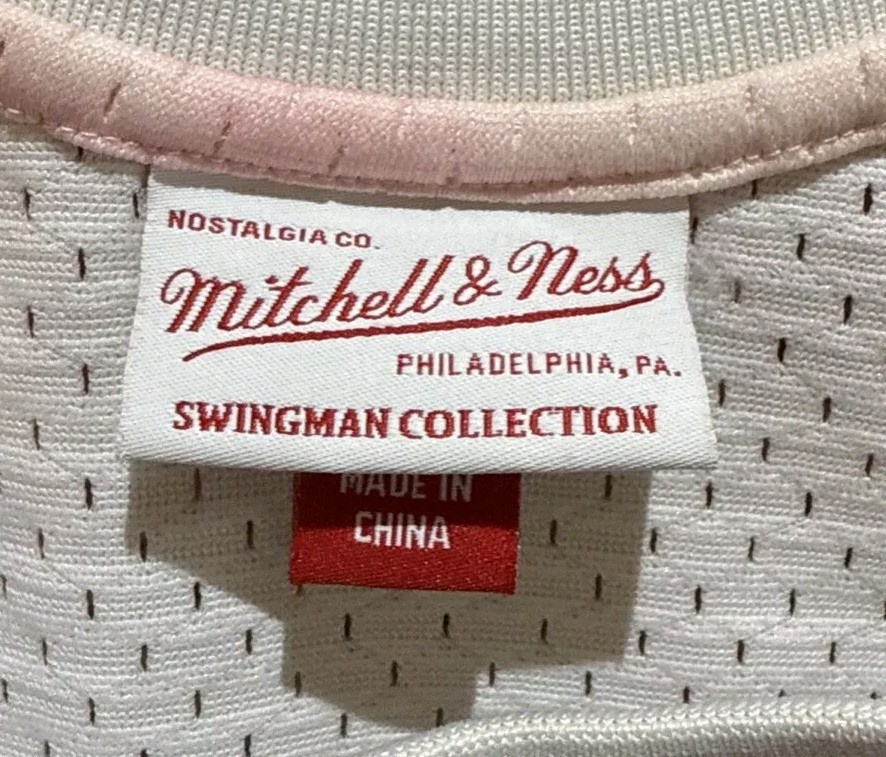 NOSTALGIA CO.
Mitchell & Ness
PHILADELPHIA, PA.
SWINGMAN COLLECTION
MADE IN
CHINA